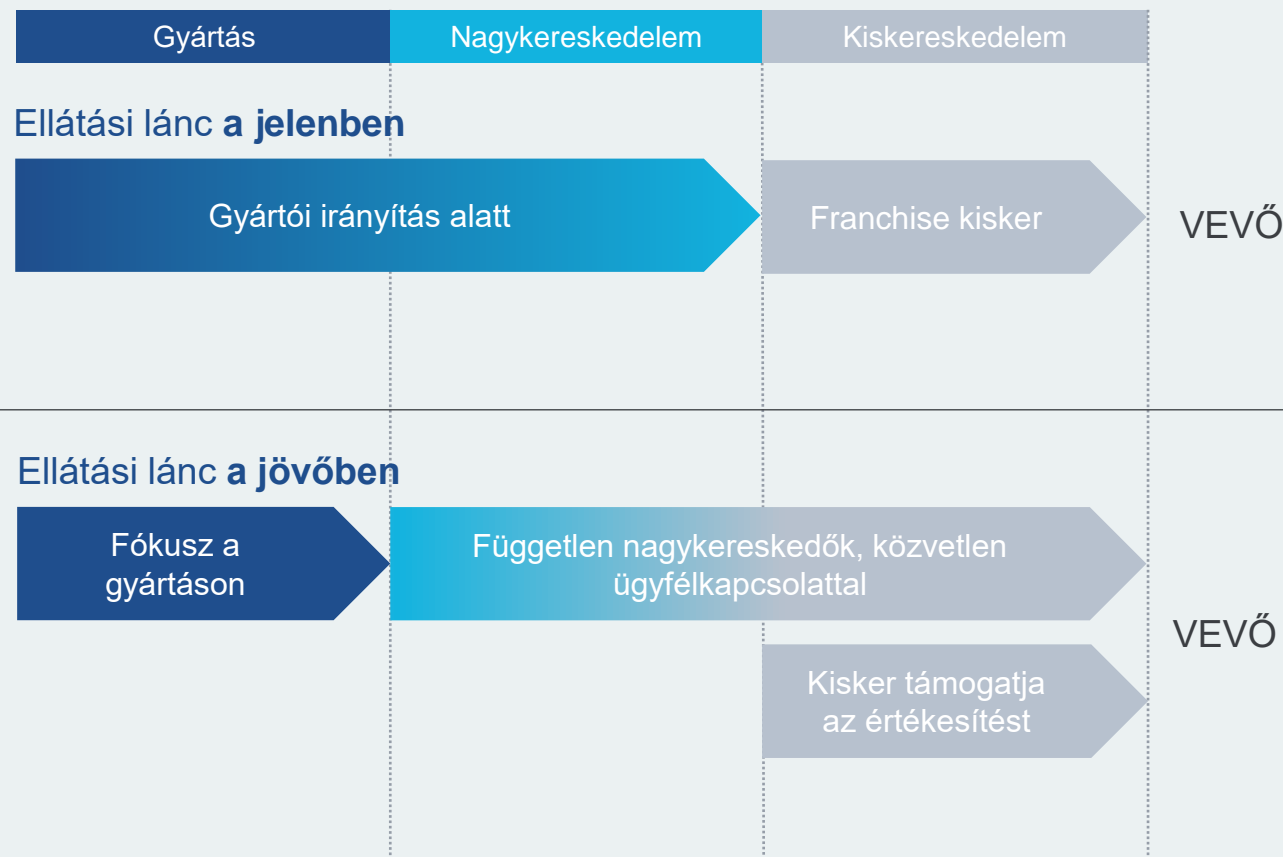 Gyártás
Nagykereskedelem
Kiskereskedelem
Ellátási lánc a jelenben
Gyártói irányítás alatt
Franchise kisker
VEVŐ
Ellátási lánc a jövőben
Fókusz a
gyártáson
Független nagykereskedők, közvetlen
ügyfélkapcsolattal
VEVŐ
Kisker támogatja
az értékesítést